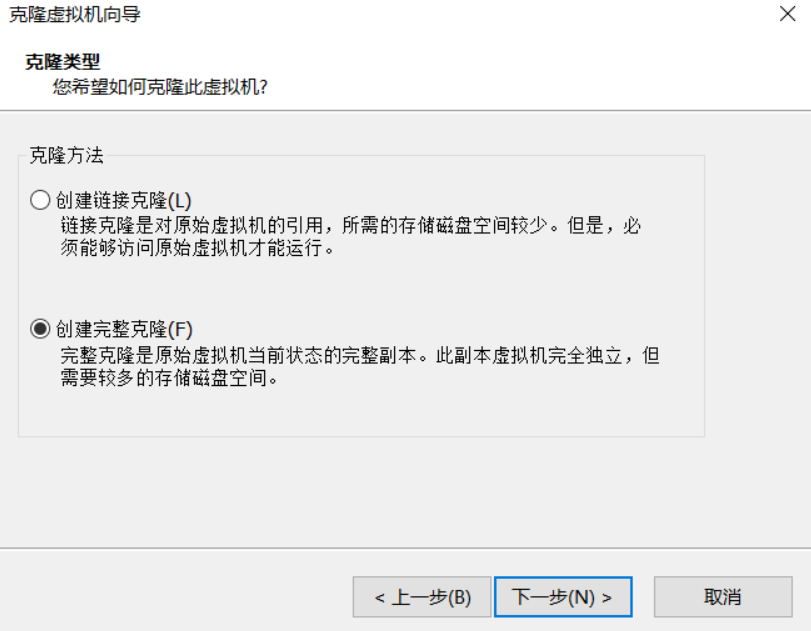 克隆虚拟机向导
克隆类型
您希望如何克隆此虚拟机?
克隆方法
创建链接克隆(L)
链接克隆是对原始虚拟机的引用，所需的存储磁盘空间较少。但是，必
须能够访问原始虚拟机才能运行。
创建完整克隆(F)
完整克隆是原始虚拟机当前状态的完整副本。此副本虚拟机完全独立，但
需要较多的存储磁盘空间。
< 上一步(B) 下一步(N) > 取消